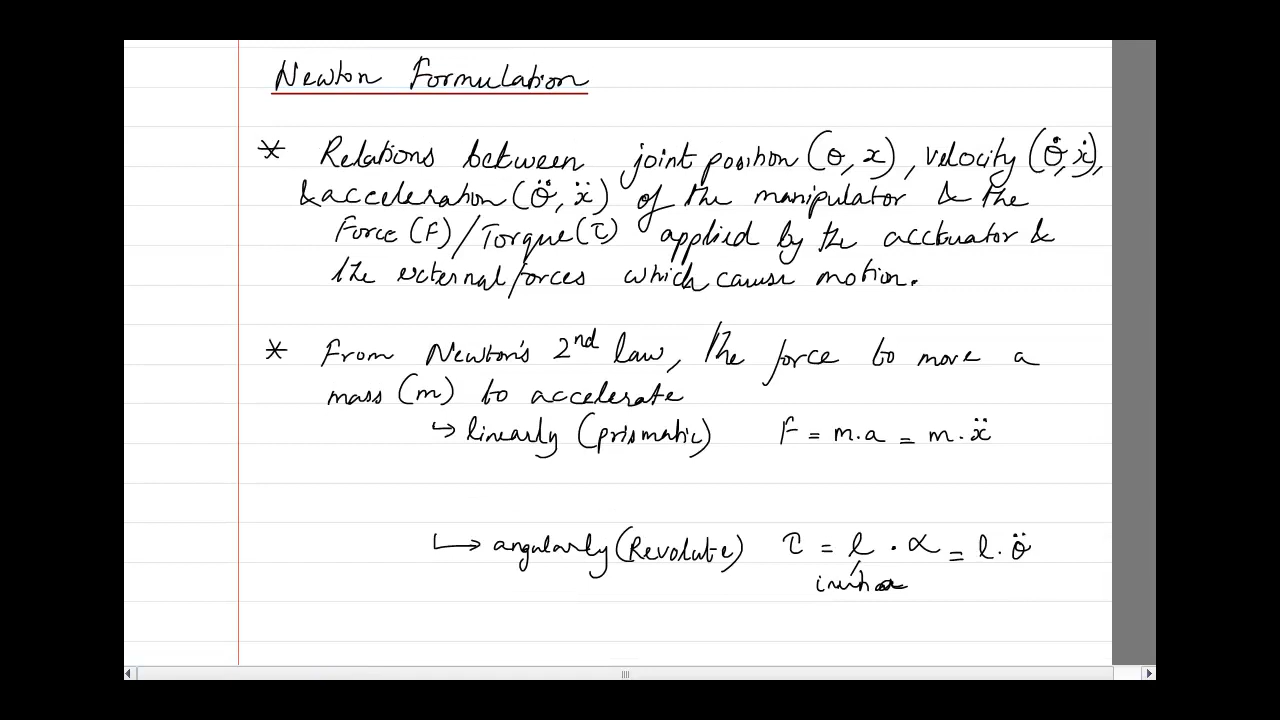 Newton Formulation
* Relations between joint position (θ, x), velocity (θ̇, ẋ),
& acceleration (θ̈, ẍ) of the manipulator & the
Force (F) / Torque (τ) applied by the acctuator &
the external forces which cause motion.
* From Newton's 2nd law, the force to move a
mass (m) to accelerate
↳ linearly (prismatic) F = m.a = m.ẍ
↳ angularly (Revolute) τ = l . α = l . θ̈